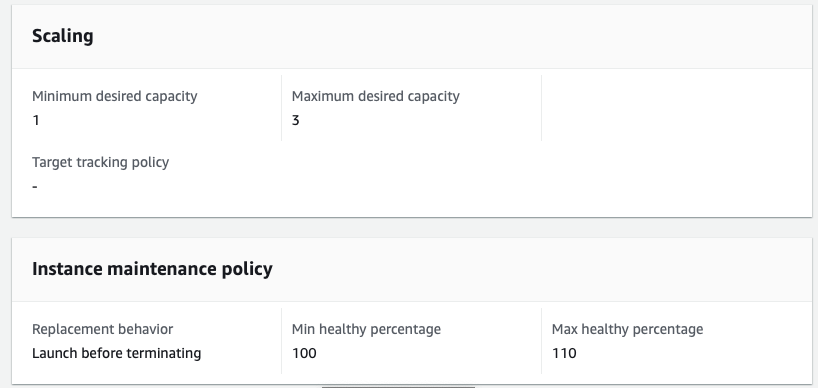 Scaling
Minimum desired capacity
1
Maximum desired capacity
3
Target tracking policy
-
Instance maintenance policy
Replacement behavior
Launch before terminating
Min healthy percentage
100
Max healthy percentage
110